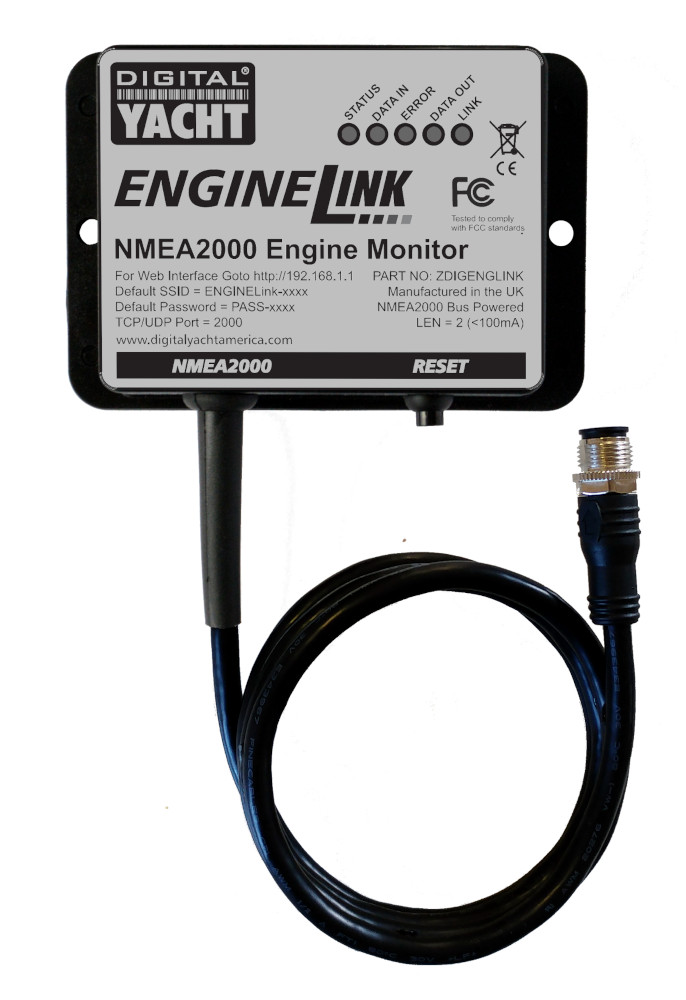 DIGITAL®
YACHT
STATUS
DATA IN
ERROR
DATA OUT
LINK
CE
ENGINELINK
FC
Tested to comply
with FCC standards
NMEA2000 Engine Monitor
For Web Interface Goto http://192.168.1.1
Default SSID = ENGINELink-xxxx
Default Password = PASS-xxxx
TCP/UDP Port = 2000
www.digitalyachtamerica.com
PART NO: ZDIGENGLINK
Manufactured in the UK
NMEA2000 Bus Powered
LEN = 2 (<100mA)
NMEA2000
RESET